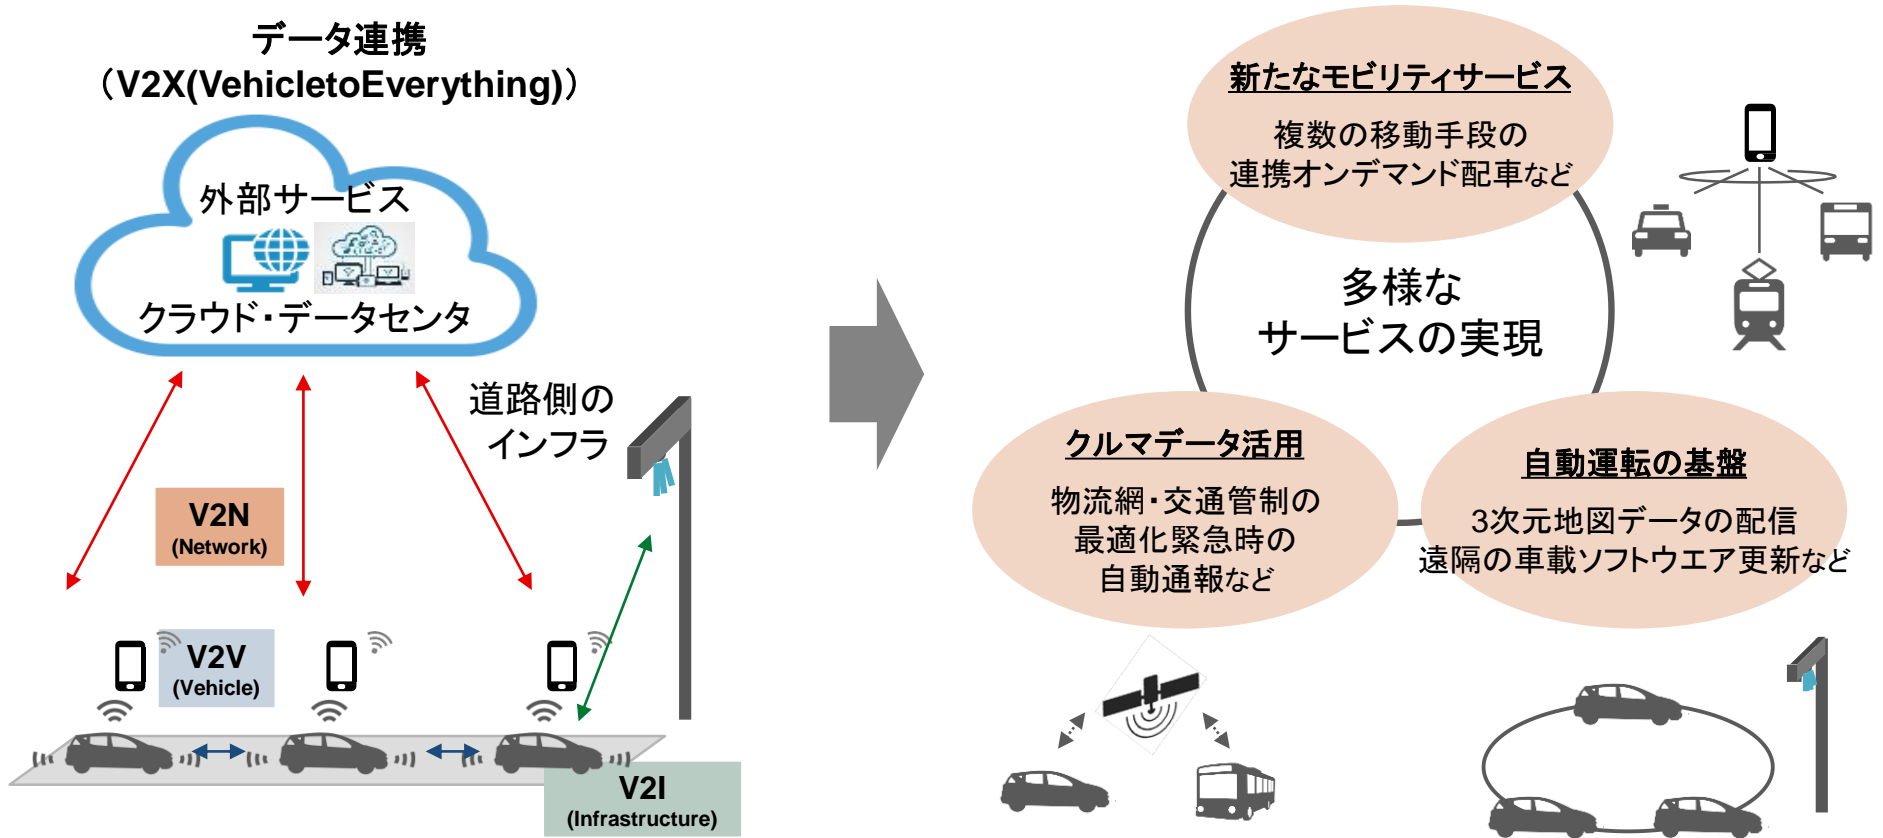 データ連携
（V2X(VehicletoEverything)）
外部サービス
クラウド・データセンタ
道路側の
インフラ
V2N
(Network)
V2V
(Vehicle)
V2I
(Infrastructure)
新たなモビリティサービス
複数の移動手段の
連携オンデマンド配車など
多様な
サービスの実現
クルマデータ活用
物流網・交通管制の
最適化緊急時の
自動通報など
自動運転の基盤
3次元地図データの配信
遠隔の車載ソフトウエア更新など